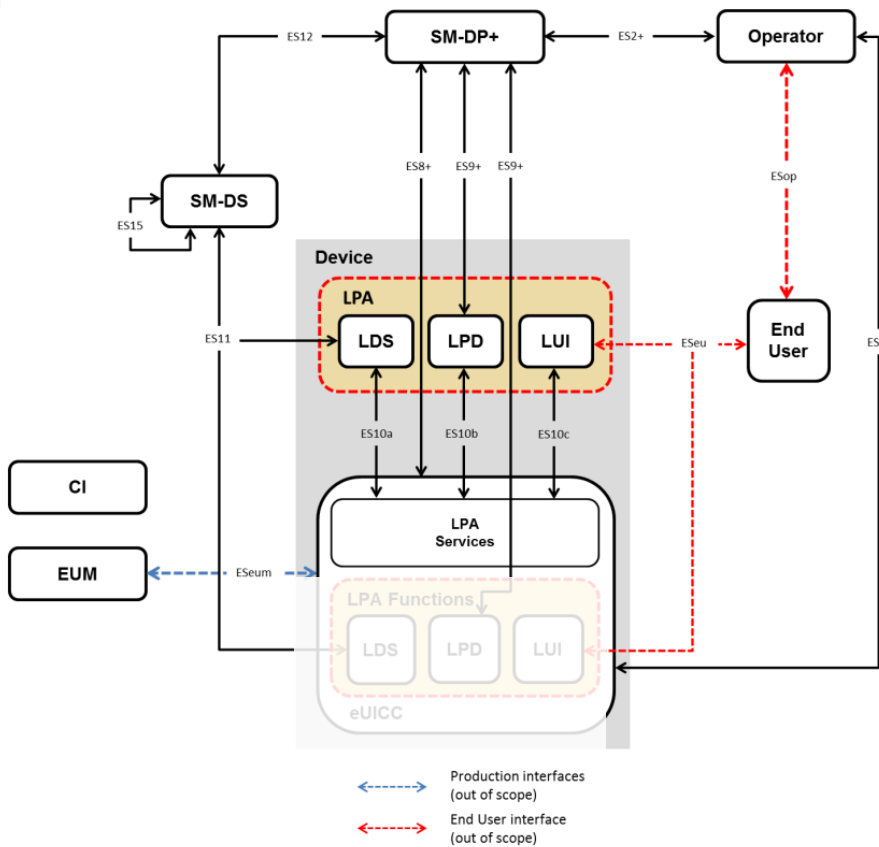 ES12
SM-DP+
ES2+
Operator
ES8+
ES9+
ES9+
ESop
SM-DS
ES15
Device
LPA
End
User
ES11
LDS
LPD
LUI
ESeu
ES
ES10a
ES10b
ES10c
CI
LPA
Services
EUM
ESeum
LPA Functions
LDS
LPD
LUI
eUICC
Production interfaces
(out of scope)
End User interface
(out of scope)